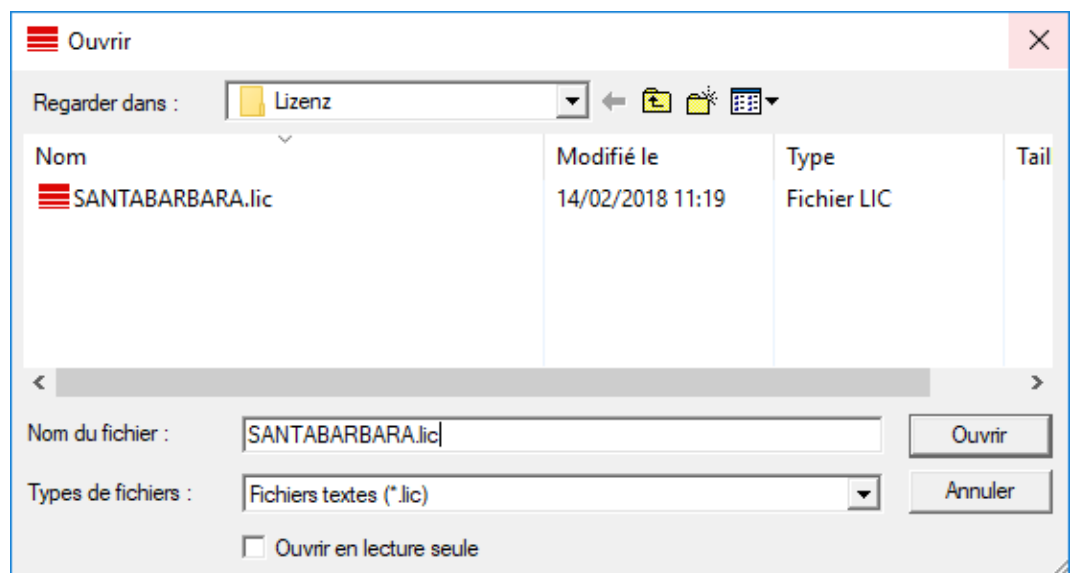 Ouvrir
Regarder dans : Lizenz
Nom Modifié le Type Tail
SANTABARBARA.lic 14/02/2018 11:19 Fichier LIC
Nom du fichier : SANTABARBARA.lic Ouvrir
Types de fichiers : Fichiers textes (*.lic) Annuler
Ouvrir en lecture seule